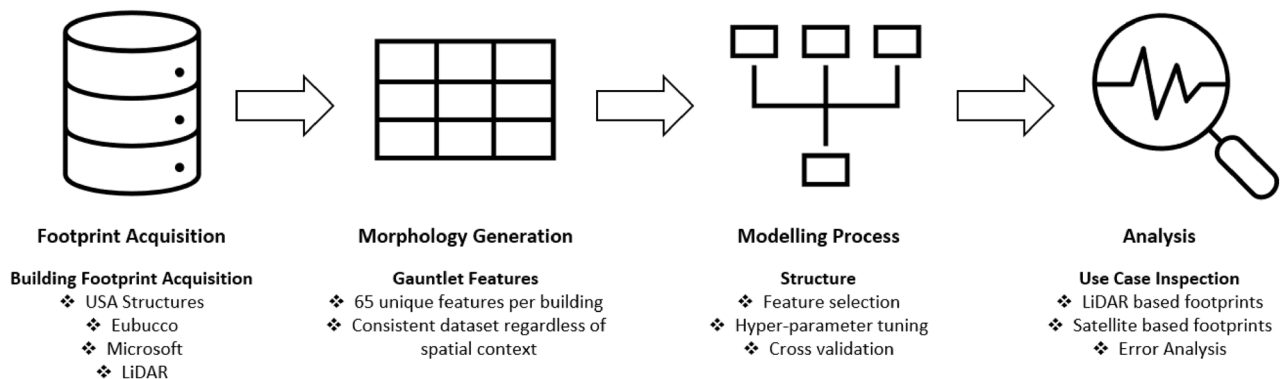 Footprint Acquisition
Building Footprint Acquisition
❖ USA Structures
❖ Eubucco
❖ Microsoft
❖ LiDAR
Morphology Generation
Gauntlet Features
❖ 65 unique features per building
❖ Consistent dataset regardless of
spatial context
Modelling Process
Structure
❖ Feature selection
❖ Hyper-parameter tuning
❖ Cross validation
Analysis
Use Case Inspection
❖ LiDAR based footprints
❖ Satellite based footprints
❖ Error Analysis